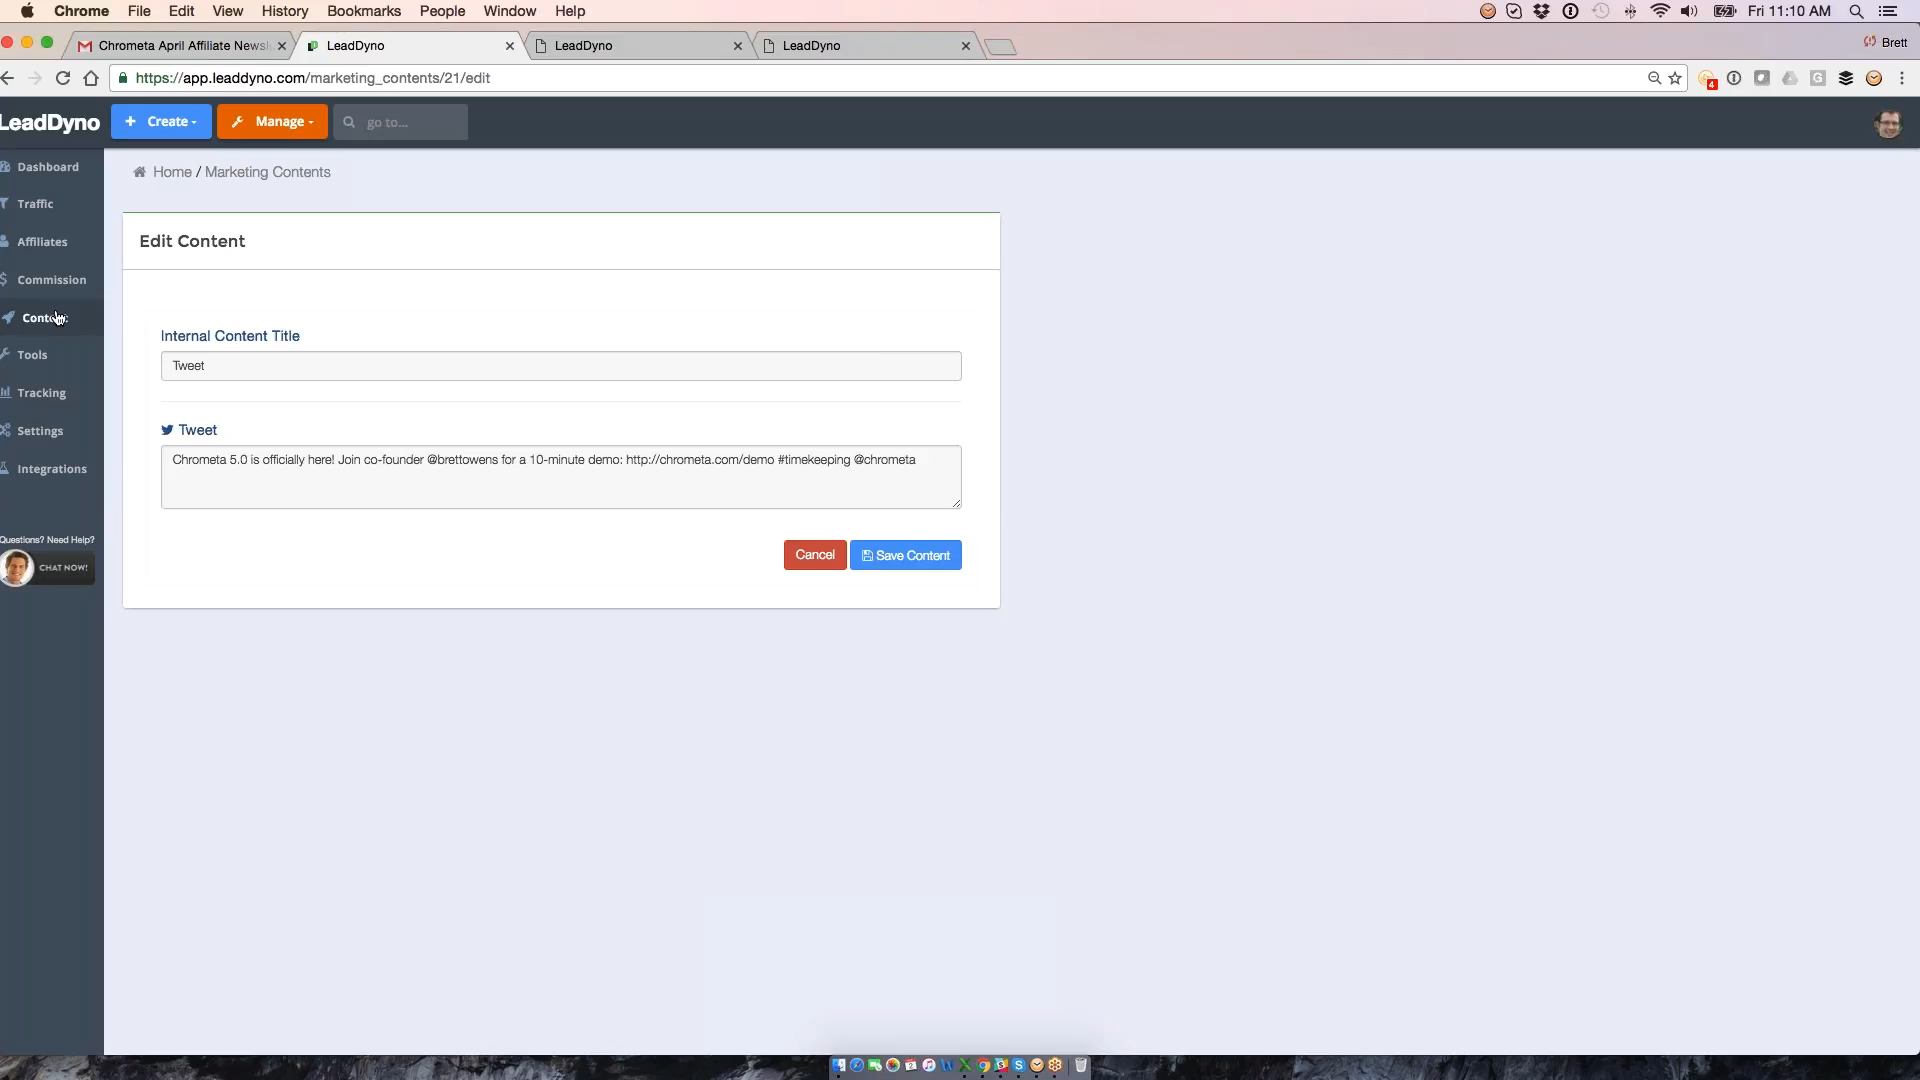 Chrome File Edit View History Bookmarks People Window Help
Fri 11:10 AM
Chrometa April Affiliate Newsl
LeadDyno
LeadDyno
LeadDyno
Brett
https://app.leaddyno.com/marketing_contents/21/edit
4
LeadDyno
Create
Manage
go to...
Dashboard
Traffic
Affiliates
Commission
Tools
Tracking
Settings
Integrations
Questions? Need Help?
CHAT NOW!
Home / Marketing Contents
Edit Content
Internal Content Title
Tweet
Tweet
Chrometa 5.0 is officially here! Join co-founder @brettowens for a 10-minute demo: http://chrometa.com/demo #timekeeping @chrometa
Cancel
Save Content